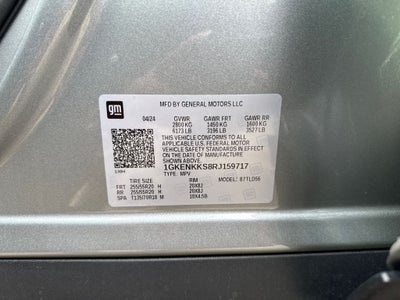 gm
MFD BY GENERAL MOTORS LLC
04/24 GVWR GAWR FRT GAWR RR
2800 KG 1450 KG 1600 KG
6173 LB 3196 LB 3527 LB
THIS VEHICLE CONFORMS TO ALL
APPLICABLE U.S. FEDERAL MOTOR
VEHICLE SAFETY AND THEFT PREVENTION
STANDARDS IN EFFECT ON THE DATE OF
MANUFACTURE SHOWN ABOVE.
1GKENKKS8RJ159717
TYPE: MPV MODEL:
TIRE RIM
FRT 255/55R20 H 20X8J
RR 255/55R20 H 20X8J
SPA T135/70R18 M 18X4.5B